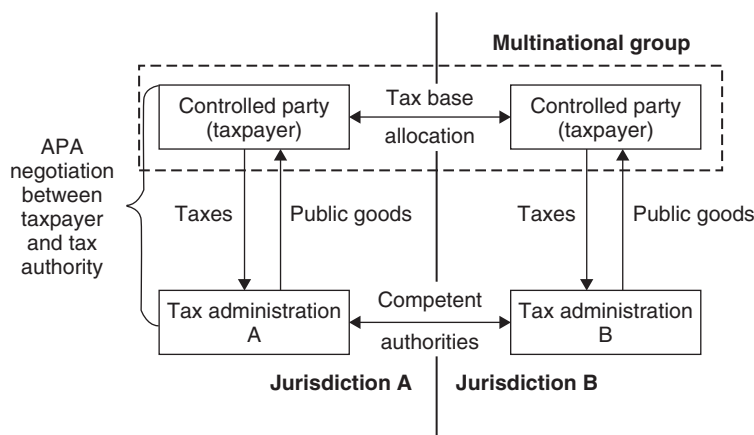 Multinational group
Controlled party
(taxpayer)
Tax base
allocation
Controlled party
(taxpayer)
APA
negotiation
between
taxpayer
and tax
authority
Taxes
Public goods
Taxes
Public goods
Tax administration
A
Competent
authorities
Tax administration
B
Jurisdiction A
Jurisdiction B